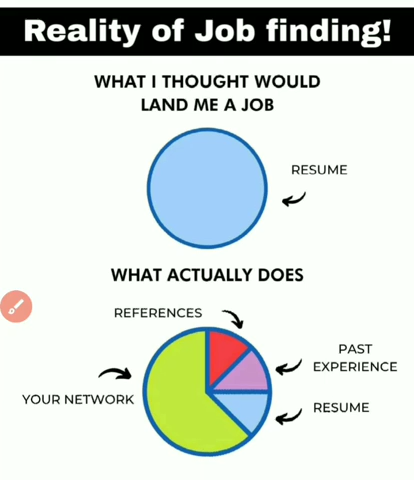 Reality of Job finding!
WHAT I THOUGHT WOULD
LAND ME A JOB
RESUME
WHAT ACTUALLY DOES
REFERENCES
PAST
EXPERIENCE
YOUR NETWORK
RESUME